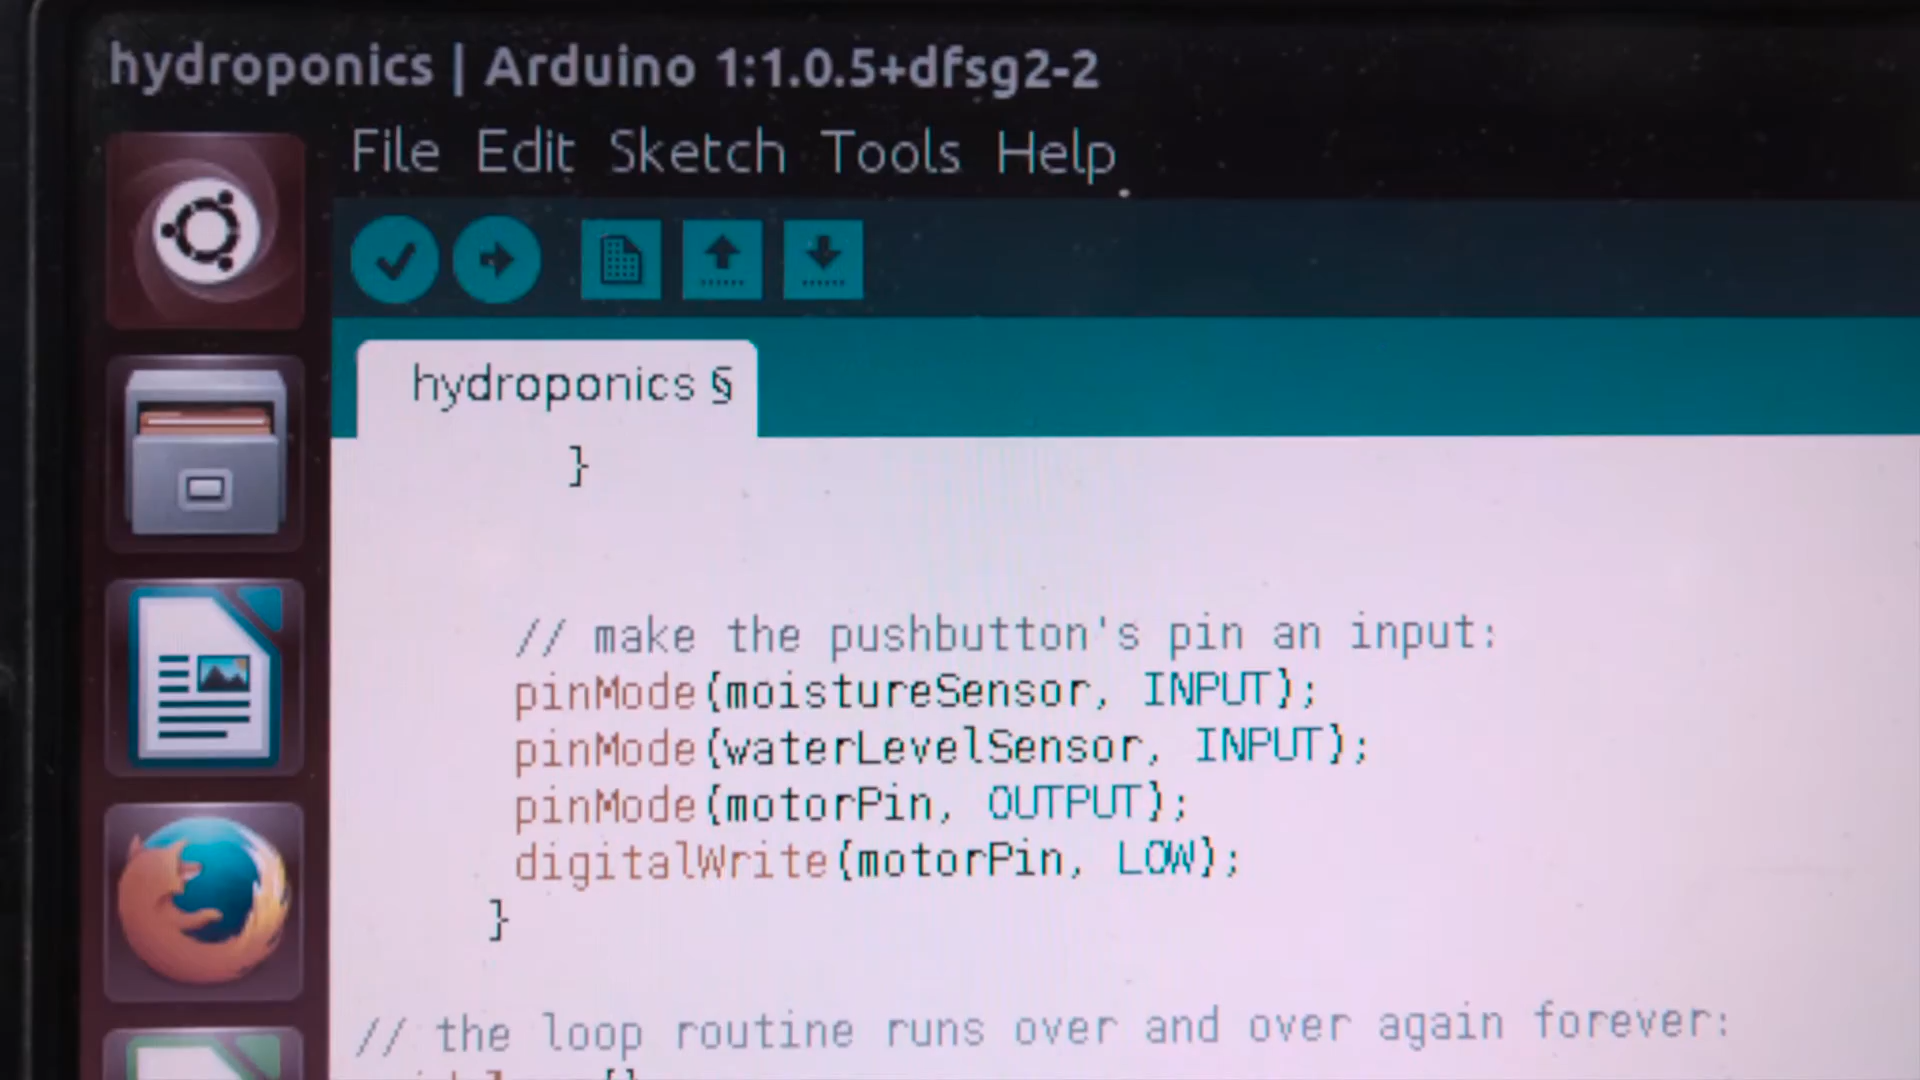 hydroponics | Arduino 1:1.0.5+dfsg2-2
File Edit Sketch Tools Help
hydroponics §
}
// make the pushbutton's pin an input:
pinMode(moistureSensor, INPUT);
pinMode(waterLevelSensor, INPUT);
pinMode(motorPin, OUTPUT);
digitalWrite(motorPin, LOW);
}
// the loop routine runs over and over again forever: